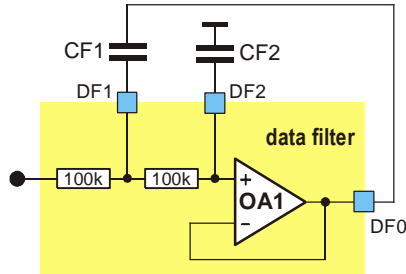 CF1
CF2
DF1
DF2
data filter
100k
100k
+
OA1
−
DF0